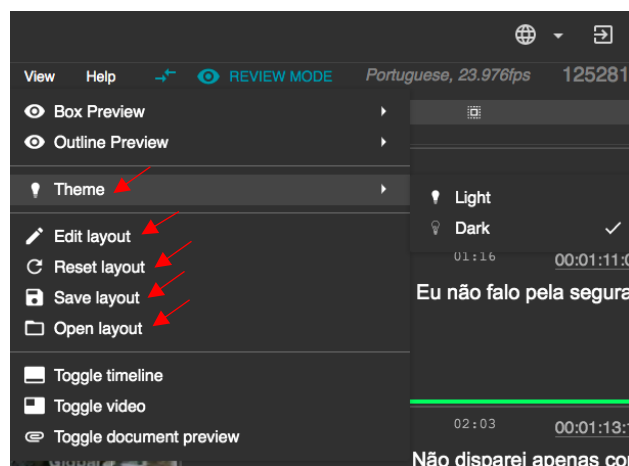 View Help REVIEW MODE Portuguese, 23.976fps 125281
Box Preview
Outline Preview
Theme
Light
Dark
Edit layout
Reset layout
Save layout
Open layout
01:16 00:01:11:0
Eu não falo pela segura
Toggle timeline
Toggle video
Toggle document preview
02:03 00:01:13:
Não disparei apenas co